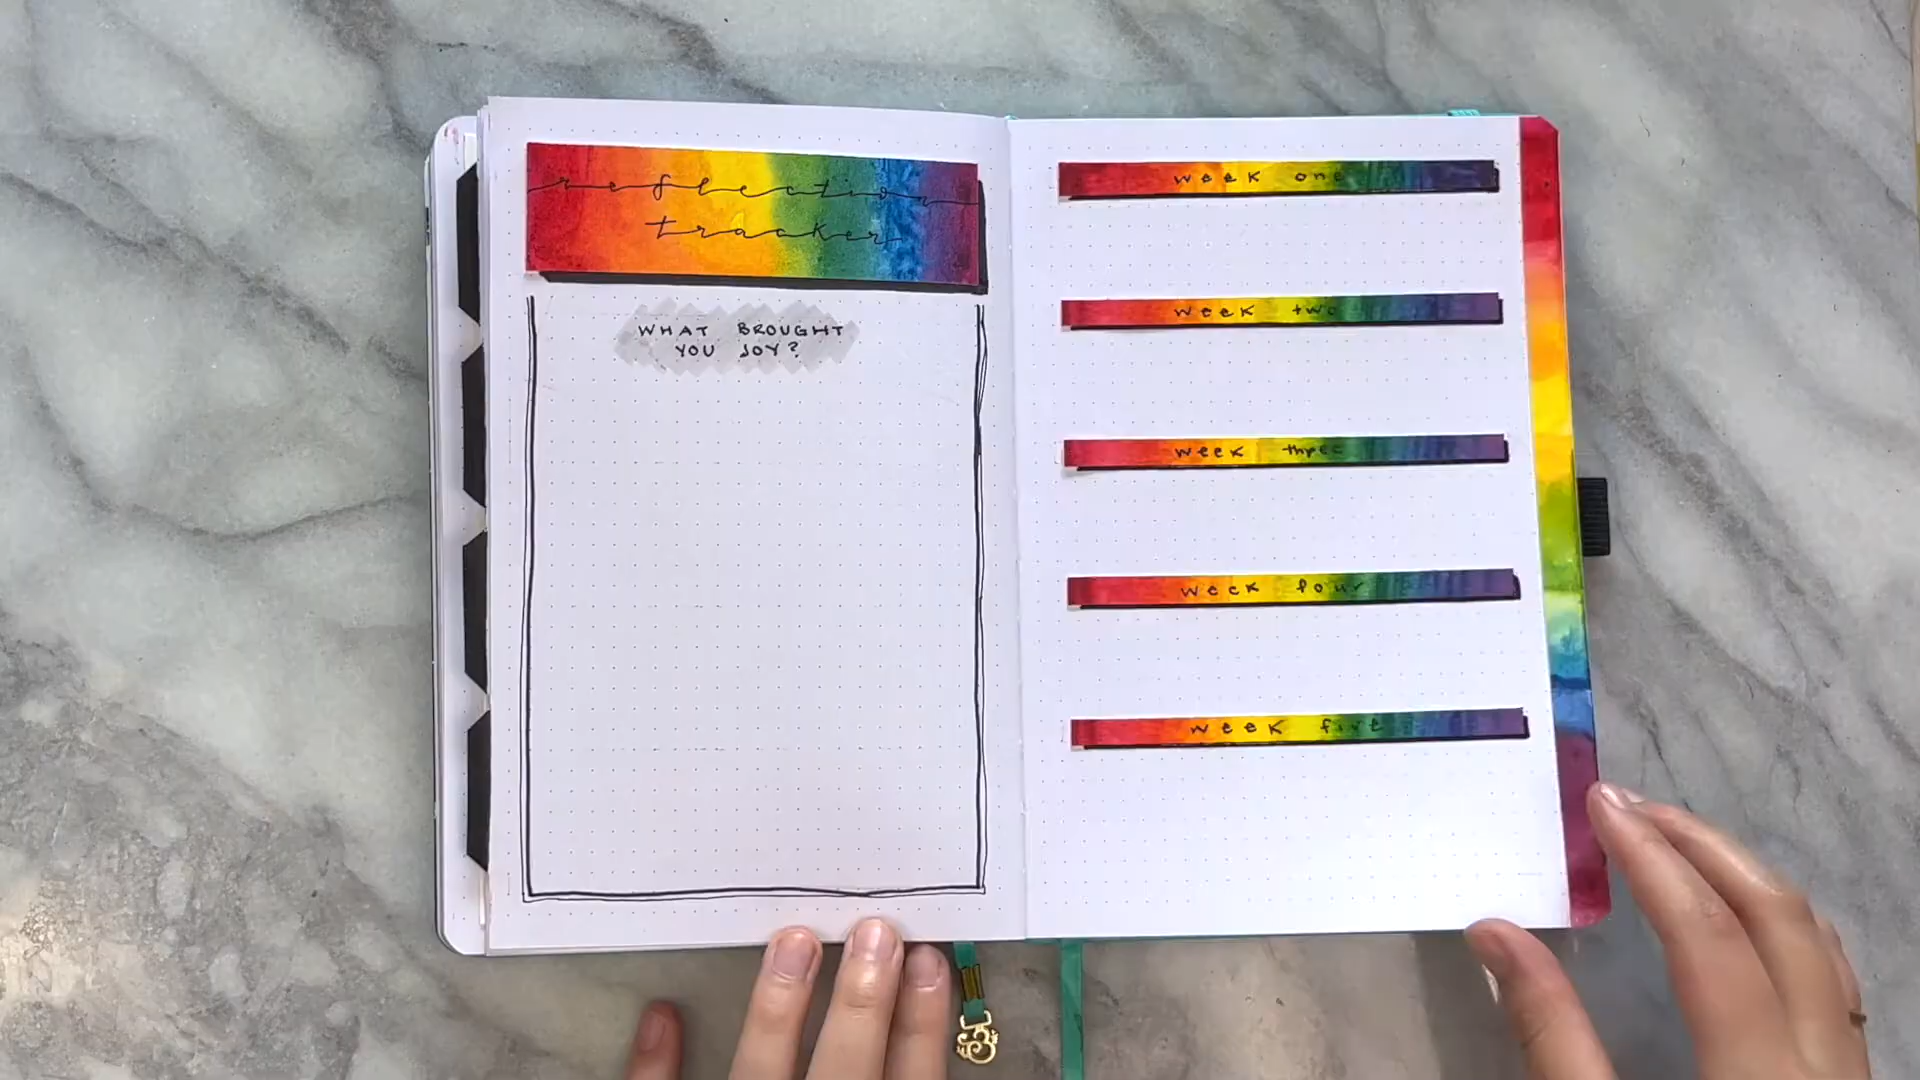 reflection
tracker
WHAT BROUGHT
YOU JOY?
week one
week two
week three
week four
week five